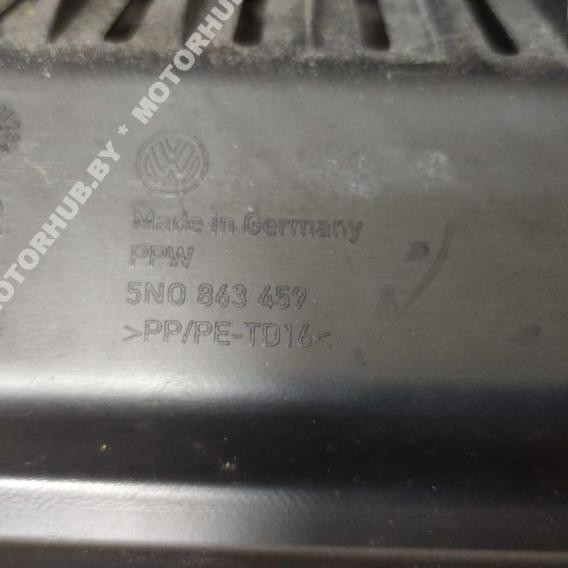 MOTORHUB.BY * MOTORHUB
Made in Germany
PPW
5N0 863 459
>PP/PE-TD16<